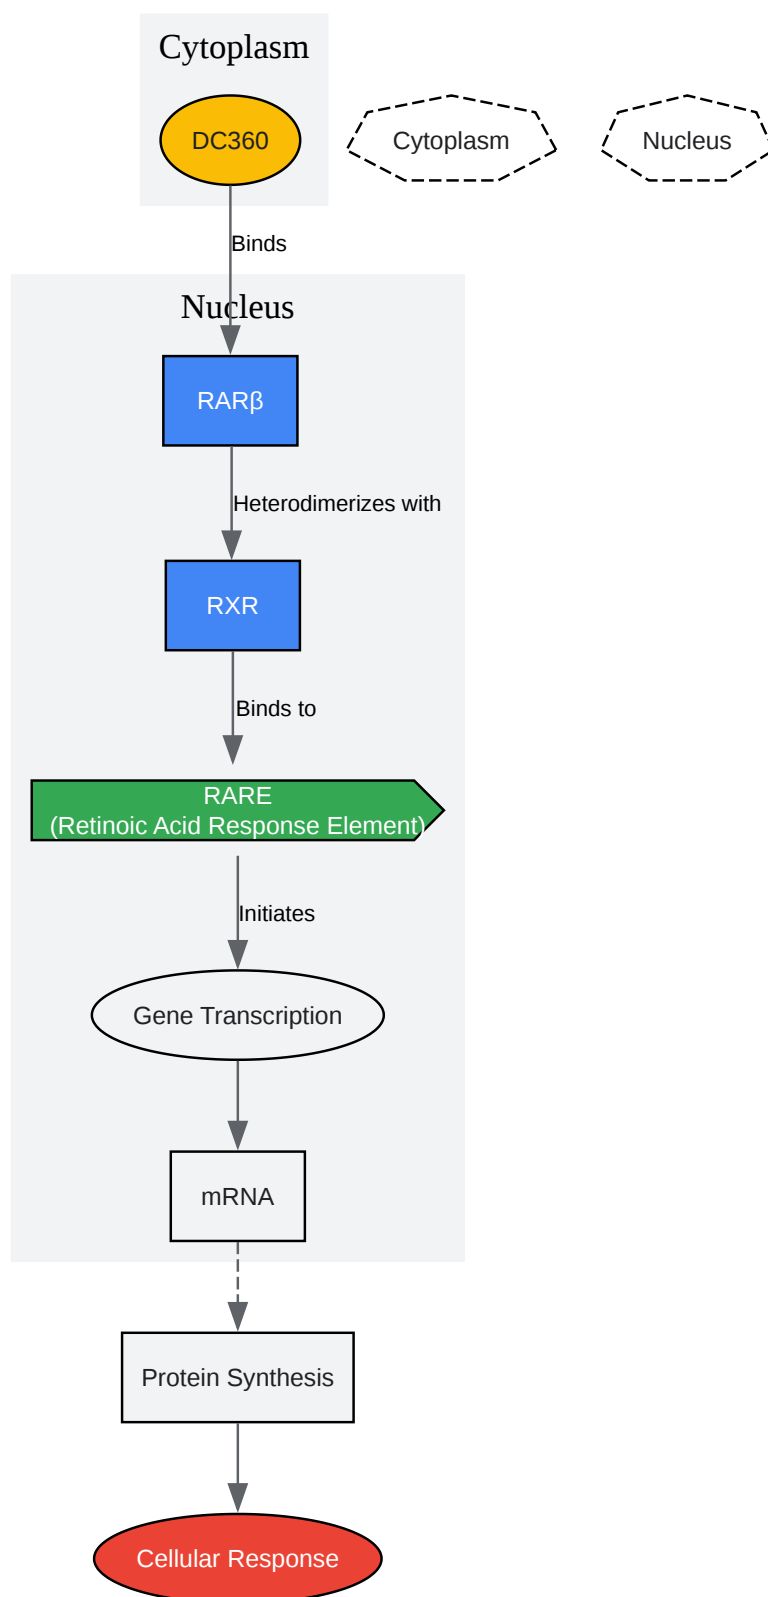 Cytoplasm
DC360
Cytoplasm
Nucleus
Binds
Nucleus
RARβ
Heterodimerizes with
RXR
Binds to
RARE
(Retinoic Acid Response Element)
Initiates
Gene Transcription
mRNA
Protein Synthesis
Cellular Response